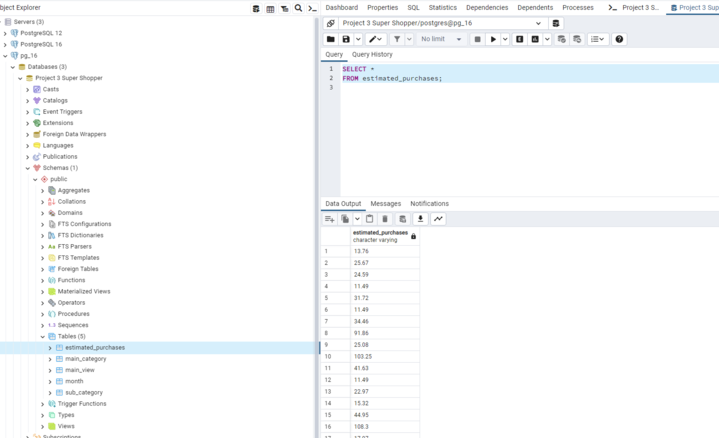 bject Explorer
Servers (3)
PostgreSQL 12
PostgreSQL 16
pg_16
Databases (3)
Project 3 Super Shopper
Casts
Catalogs
Event Triggers
Extensions
Foreign Data Wrappers
Languages
Publications
Schemas (1)
public
Aggregates
Collations
Domains
FTS Configurations
FTS Dictionaries
FTS Parsers
FTS Templates
Foreign Tables
Functions
Materialized Views
Operators
Procedures
Sequences
Tables (5)
estimated_purchases
main_category
main_view
month
sub_category
Trigger Functions
Types
Views
Subscriptions
Dashboard Properties SQL Statistics Dependencies Dependents Processes Project 3 S... Project 3 Sup
Project 3 Super Shopper/postgres@pg_16
No limit
Query Query History
1 SELECT *
2 FROM estimated_purchases;
3
Data Output Messages Notifications
estimated_purchases
character varying
1 13.76
2 25.67
3 24.59
4 11.49
5 31.72
6 11.49
7 34.46
8 91.86
9 25.08
10 103.25
11 41.63
12 11.49
13 22.97
14 15.32
15 44.95
16 108.3